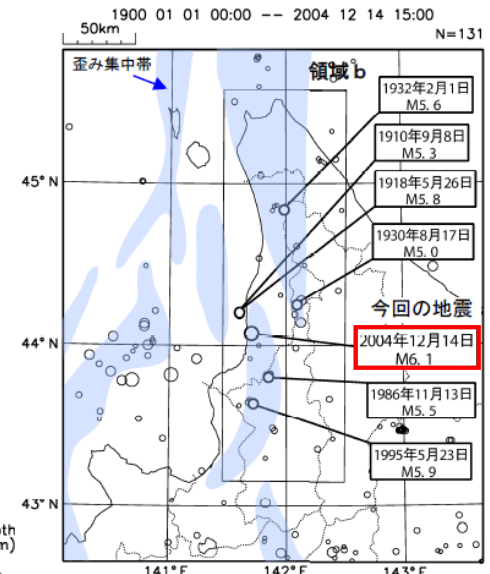 1900 01 01 00:00 -- 2004 12 14 15:00
50km
N=131
歪み集中帯
領域b
1932年2月1日
M5.6
1910年9月8日
M5.3
1918年5月26日
M5.8
45°N
1930年8月17日
M5.0
今回の地震
2004年12月14日
M6.1
44°N
1986年11月13日
M5.5
1995年5月23日
M5.9
43°N
141°E
142°E
143°E